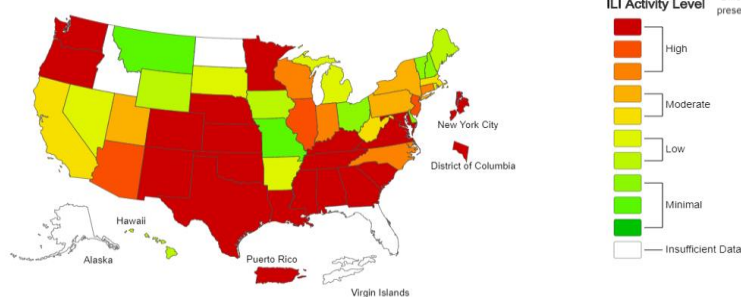 ILI Activity Level
prese
High
Moderate
Low
Minimal
Insufficient Data
New York City
District of Columbia
Hawaii
Alaska
Puerto Rico
Virgin Islands